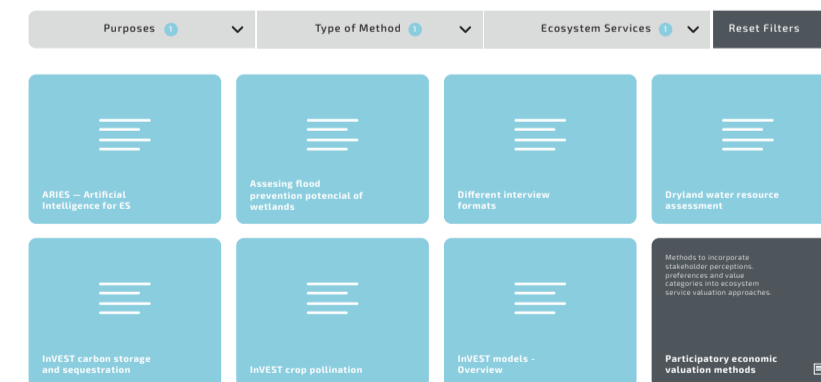 Purposes 1
Type of Method 1
Ecosystem Services 1
Reset Filters
ARIES — Artificial
Intelligence for ES
Assesing flood
prevention potencial of
wetlands
Different interview
formats
Dryland water resource
assessment
InVEST carbon storage
and sequestration
InVEST crop pollination
InVEST models -
Overview
Methods to incorporate
stakeholder perceptions,
preferences and value
categories into ecosystem
service valuation approaches.
Participatory economic
valuation methods